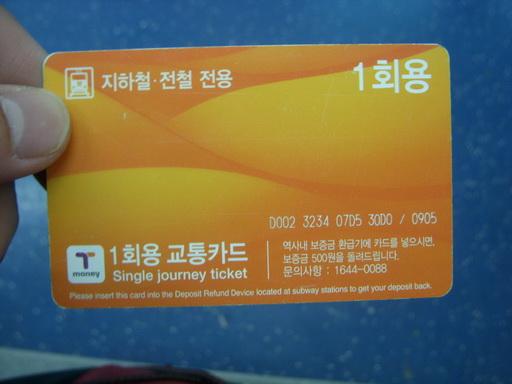 지하철·전철 전용
1회용
D002 3234 07D5 30D0 / 0905
T money
1회용 교통카드
Single journey ticket
역사내 보증금 환급기에 카드를 넣으시면,
보증금 500원을 돌려드립니다.
문의사항 : 1644-0088
Please insert this card into the Deposit Refund Device located at subway stations to get your deposit back.